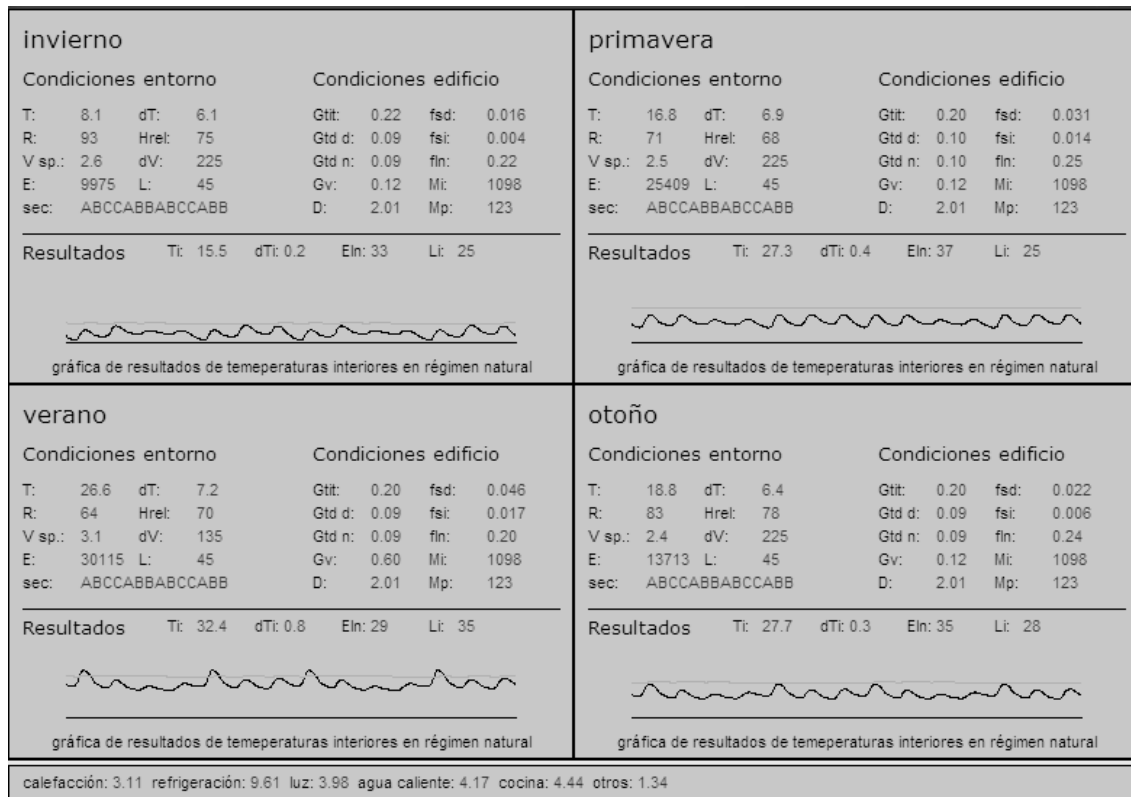 invierno
Condiciones entorno Condiciones edificio
T: 8.1 dT: 6.1 Gtit: 0.22 fsd: 0.016
R: 93 Hrel: 75 Gtd d: 0.09 fsi: 0.004
V sp.: 2.6 dV: 225 Gtd n: 0.09 fln: 0.22
E: 9975 L: 45 Gv: 0.12 Mi: 1098
sec: ABCCABBABCCABB D: 2.01 Mp: 123
Resultados Ti: 15.5 dTi: 0.2 Eln: 33 Li: 25
gráfica de resultados de temeperaturas interiores en régimen natural
primavera
Condiciones entorno Condiciones edificio
T: 16.8 dT: 6.9 Gtit: 0.20 fsd: 0.031
R: 71 Hrel: 68 Gtd d: 0.10 fsi: 0.014
V sp.: 2.5 dV: 225 Gtd n: 0.10 fln: 0.25
E: 25409 L: 45 Gv: 0.12 Mi: 1098
sec: ABCCABBABCCABB D: 2.01 Mp: 123
Resultados Ti: 27.3 dTi: 0.4 Eln: 37 Li: 25
gráfica de resultados de temeperaturas interiores en régimen natural
verano
Condiciones entorno Condiciones edificio
T: 26.6 dT: 7.2 Gtit: 0.20 fsd: 0.046
R: 64 Hrel: 70 Gtd d: 0.09 fsi: 0.017
V sp.: 3.1 dV: 135 Gtd n: 0.09 fln: 0.20
E: 30115 L: 45 Gv: 0.60 Mi: 1098
sec: ABCCABBABCCABB D: 2.01 Mp: 123
Resultados Ti: 32.4 dTi: 0.8 Eln: 29 Li: 35
gráfica de resultados de temeperaturas interiores en régimen natural
otoño
Condiciones entorno Condiciones edificio
T: 18.8 dT: 6.4 Gtit: 0.20 fsd: 0.022
R: 83 Hrel: 78 Gtd d: 0.09 fsi: 0.006
V sp.: 2.4 dV: 225 Gtd n: 0.09 fln: 0.24
E: 13713 L: 45 Gv: 0.12 Mi: 1098
sec: ABCCABBABCCABB D: 2.01 Mp: 123
Resultados Ti: 27.7 dTi: 0.3 Eln: 35 Li: 28
gráfica de resultados de temeperaturas interiores en régimen natural
calefacción: 3.11 refrigeración: 9.61 luz: 3.98 agua caliente: 4.17 cocina: 4.44 otros: 1.34